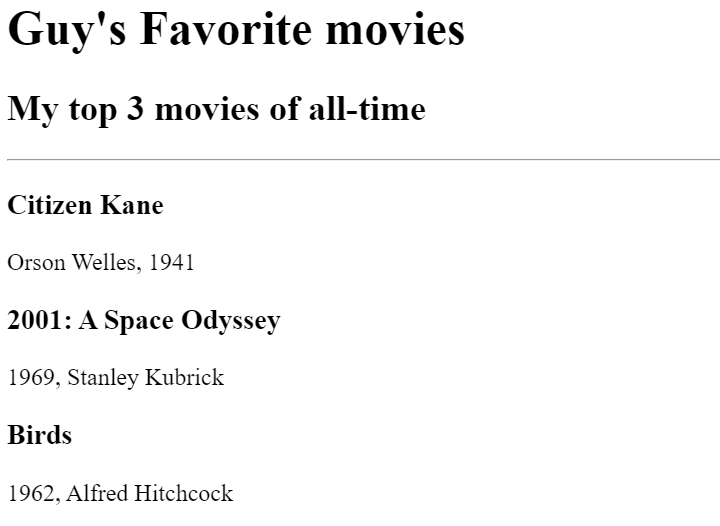 Guy's Favorite movies
My top 3 movies of all-time
Citizen Kane
Orson Welles, 1941
2001: A Space Odyssey
1969, Stanley Kubrick
Birds
1962, Alfred Hitchcock